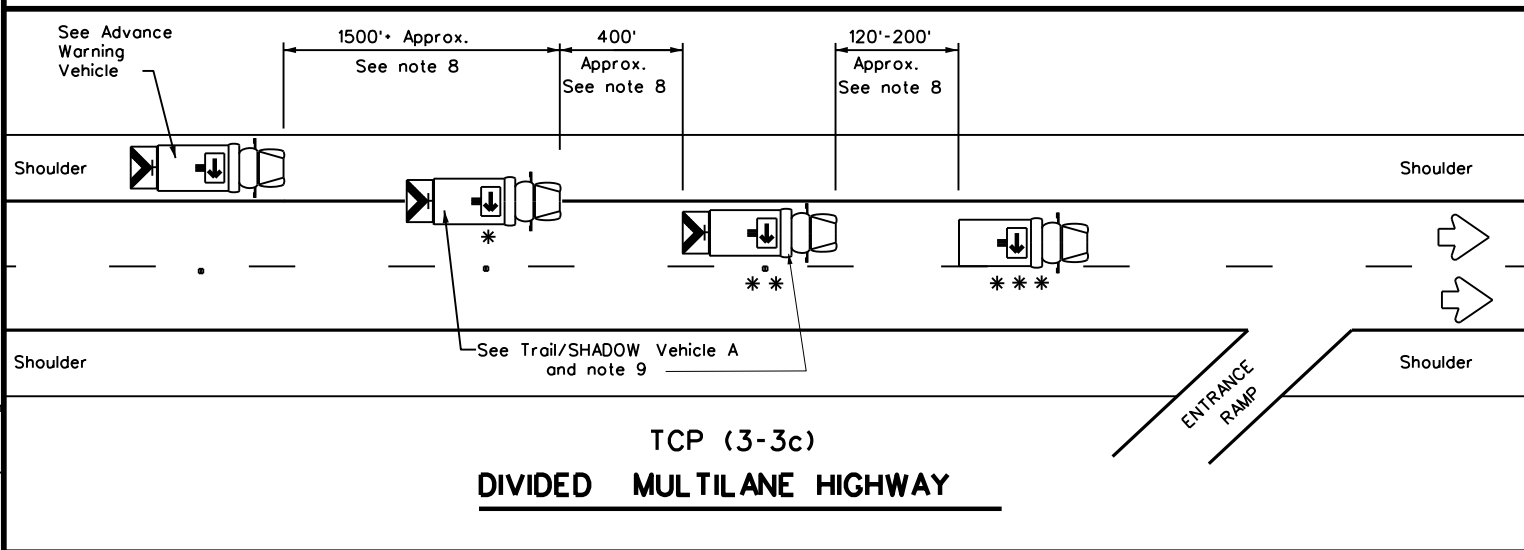 See Advance
Warning
Vehicle
1500'+ Approx.
See note 8
400'
Approx.
See note 8
120'-200'
Approx.
See note 8
Shoulder
Shoulder
*
* *
* * *
See Trail/SHADOW Vehicle A
and note 9
Shoulder
Shoulder
ENTRANCE
RAMP
TCP (3-3c)
DIVIDED MULTILANE HIGHWAY